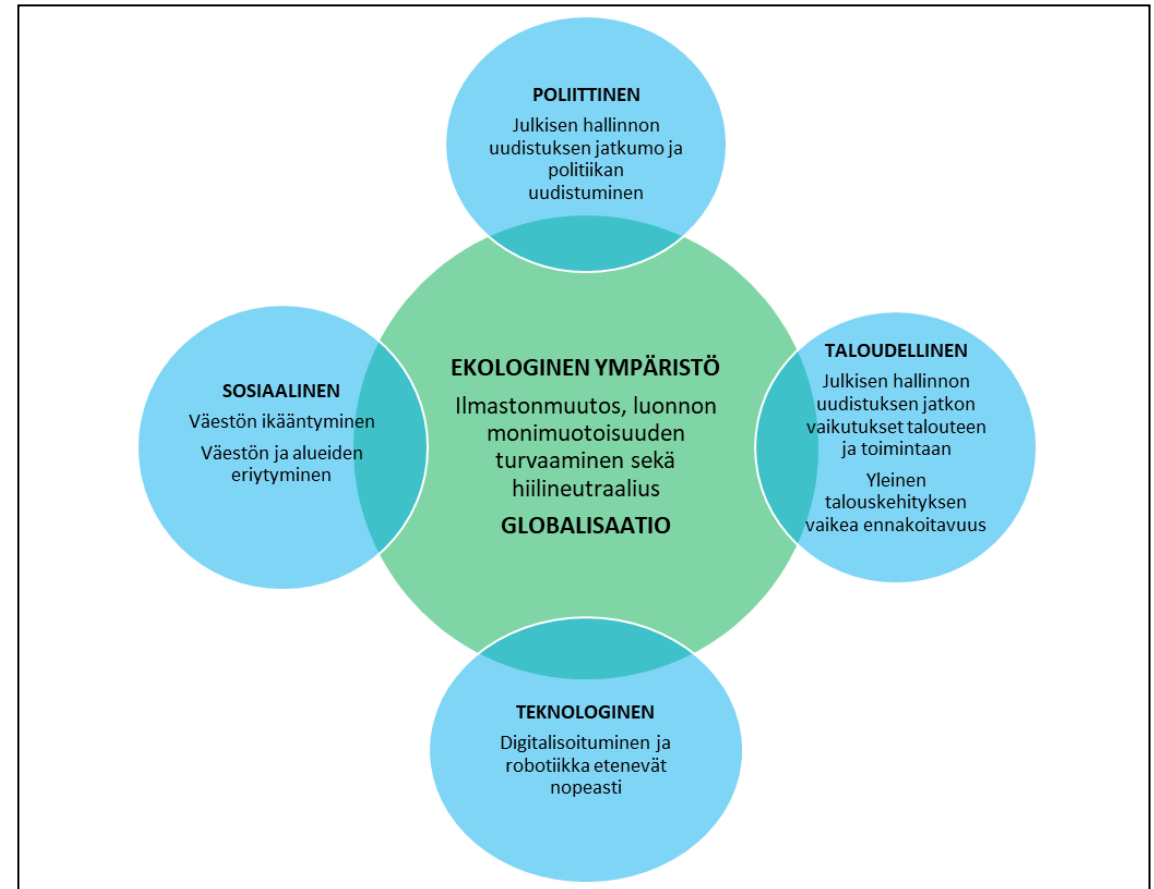 POLIITTINEN
Julkisen hallinnon
uudistuksen jatkumo ja
politiikan
uudistuminen
EKOLOGINEN YMPÄRISTÖ
Ilmastonmuutos, luonnon
monimuotoisuuden
turvaaminen sekä
hiilineutraalius
GLOBALISAATIO
TALOUDELLINEN
Julkisen hallinnon
uudistuksen jatkon
vaikutukset talouteen
ja toimintaan
Yleinen
talouskehityksen
vaikea ennakoitavuus
SOSIAALINEN
Väestön ikääntyminen
Väestön ja alueiden
eriytyminen
TEKNOLOGINEN
Digitalisoituminen ja
robotiikka etenevät
nopeasti